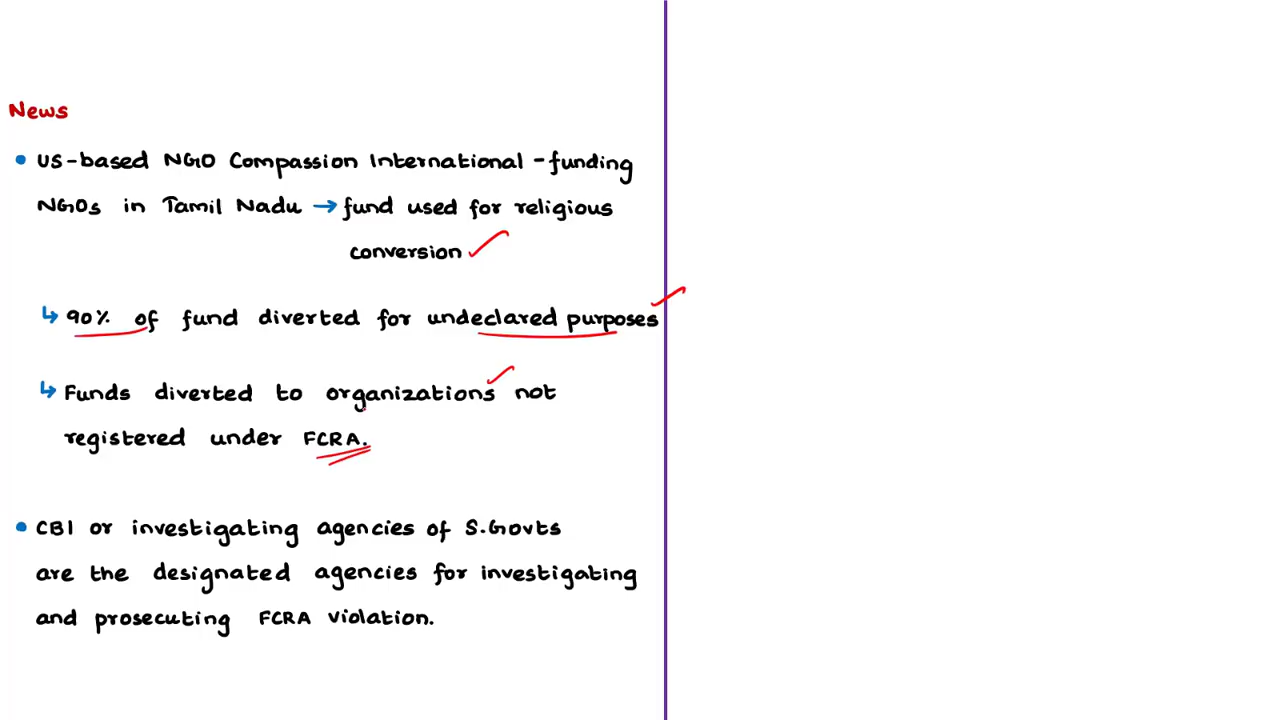 News
• US-based NGO Compassion International - funding
NGOs in Tamil Nadu → fund used for religious
conversion
↳ 90% of fund diverted for undeclared purposes
↳ Funds diverted to organizations not
registered under FCRA.
• CBI or investigating agencies of S.Govts
are the designated agencies for investigating
and prosecuting FCRA violation.